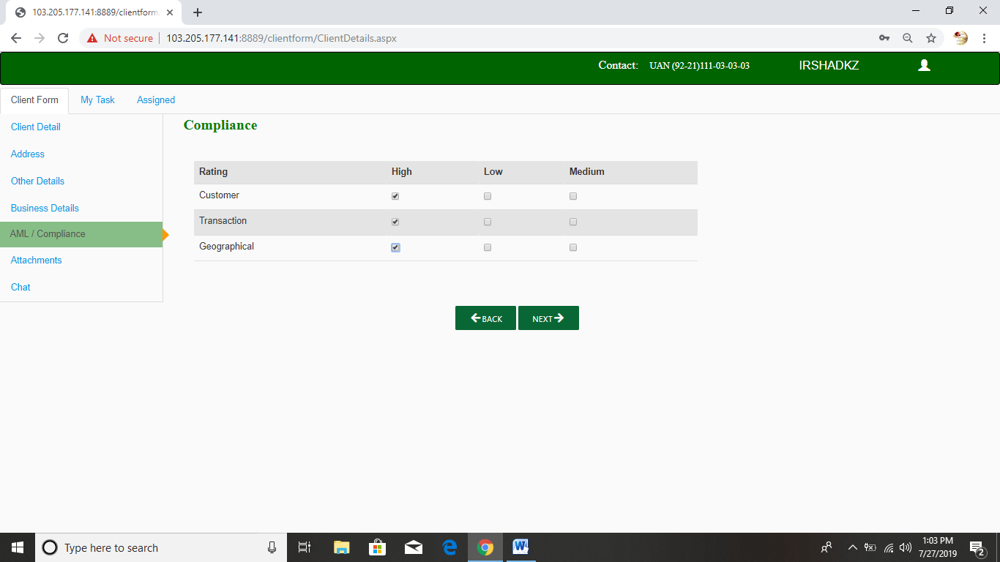 103.205.177.141:8889/clientform
Not secure 103.205.177.141:8889/clientform/ClientDetails.aspx
Contact: UAN (92-21)111-03-03-03 IRSHADKZ
Client Form My Task Assigned
Client Detail
Address
Other Details
Business Details
AML / Compliance
Attachments
Chat
Compliance
Rating High Low Medium
Customer
Transaction
Geographical
BACK NEXT
Type here to search
1:03 PM
7/27/2019
2